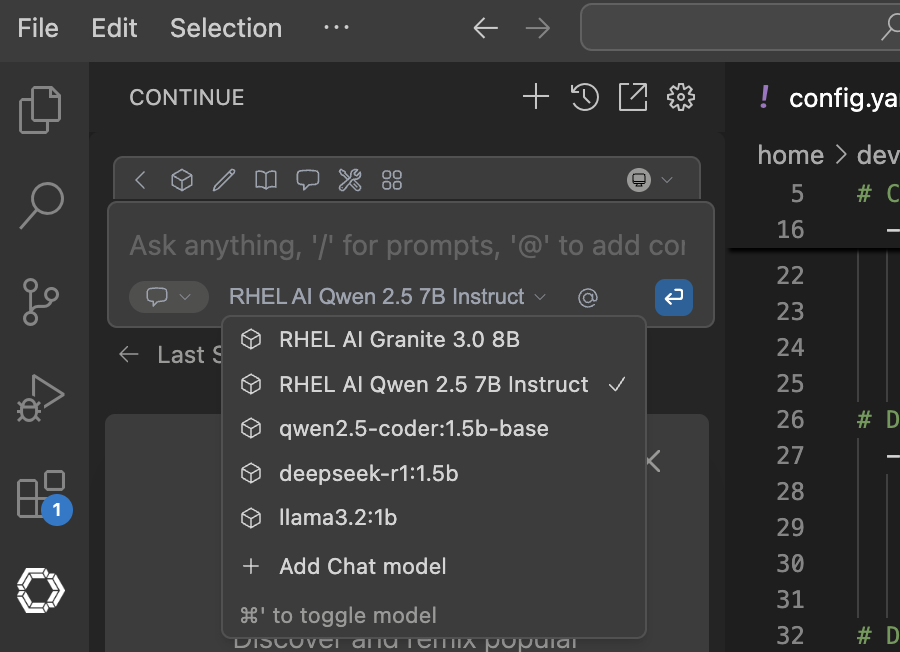 File Edit Selection ···
CONTINUE
Ask anything, '/' for prompts, '@' to add cor
RHEL AI Qwen 2.5 7B Instruct
@
Last S
RHEL AI Granite 3.0 8B
RHEL AI Qwen 2.5 7B Instruct
qwen2.5-coder:1.5b-base
deepseek-r1:1.5b
llama3.2:1b
+ Add Chat model
⌘' to toggle model
Discover and remix popular
1
! config.ya
home > dev
5 # C
16 –
22
23
24
25
26 # D
27 –
28
29
30
31
32 # D